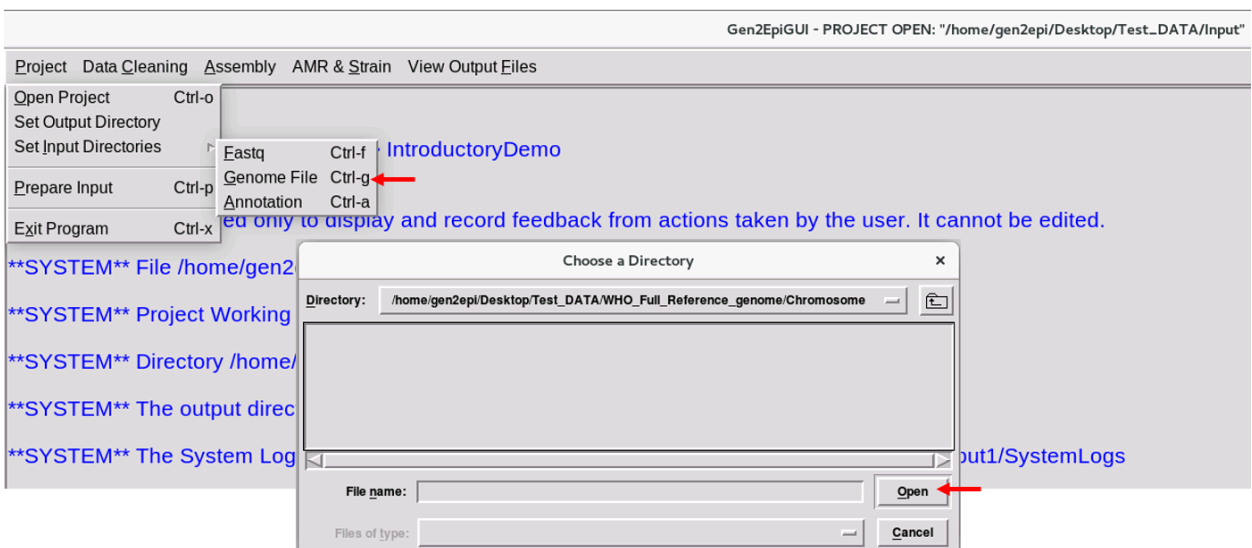 Gen2EpiGUI - PROJECT OPEN: "/home/gen2epi/Desktop/Test_DATA/Input"
Project Data Cleaning Assembly AMR & Strain View Output Files
Open Project Ctrl-o
Set Output Directory
Set Input Directories
Prepare Input Ctrl-p
Exit Program Ctrl-x
Fastq Ctrl-f
Genome File Ctrl-g
Annotation Ctrl-a
IntroductoryDemo
ed only to display and record feedback from actions taken by the user. It cannot be edited.
**SYSTEM** File /home/gen2
**SYSTEM** Project Working
**SYSTEM** Directory /home/
**SYSTEM** The output direc
**SYSTEM** The System Log
put1/SystemLogs
Choose a Directory
Directory: /home/gen2epi/Desktop/Test_DATA/WHO_Full_Reference_genome/Chromosome
File name: Open
Files of type: Cancel